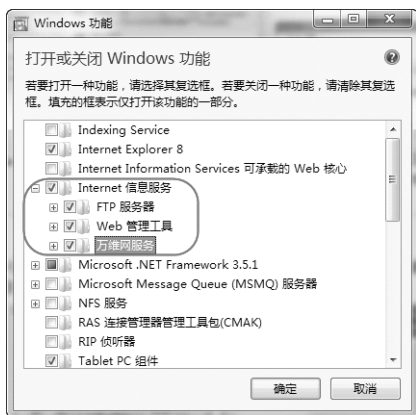 Windows 功能
打开或关闭 Windows 功能
若要打开一种功能，请选择其复选框。若要关闭一种功能，请清除其复选
框。填充的框表示仅打开该功能的一部分。
Indexing Service
Internet Explorer 8
Internet Information Services 可承载的 Web 核心
Internet 信息服务
FTP 服务器
Web 管理工具
万维网服务
Microsoft .NET Framework 3.5.1
Microsoft Message Queue (MSMQ) 服务器
NFS 服务
RAS 连接管理器管理工具包(CMAK)
RIP 侦听器
Tablet PC 组件
确定
取消